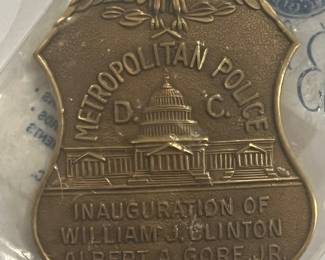 METROPOLITAN POLICE
D. C.
INAUGURATION OF
WILLIAM J. CLINTON
ALBERT A. GORE, JR.